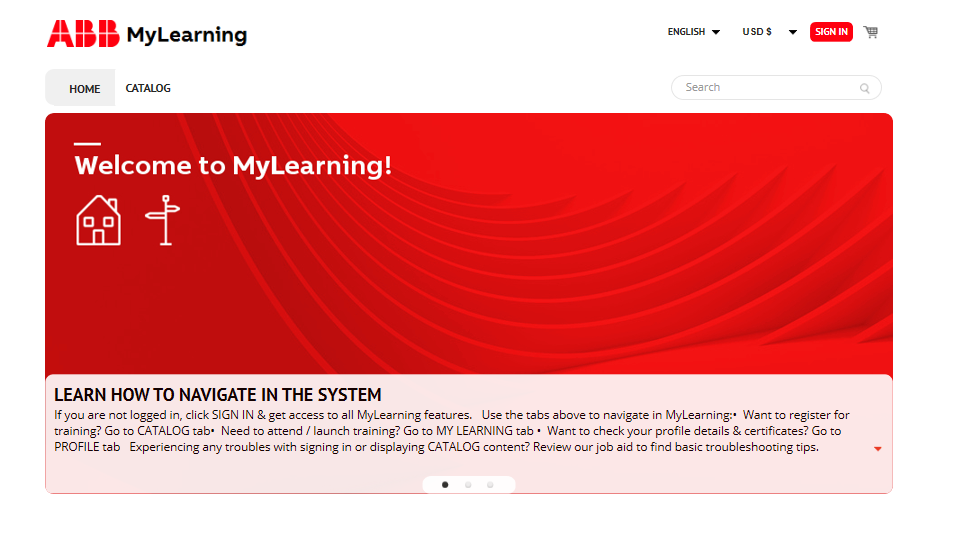 ABB MyLearning
ENGLISH USD $ SIGN IN
HOME CATALOG Search
Welcome to MyLearning!
LEARN HOW TO NAVIGATE IN THE SYSTEM
If you are not logged in, click SIGN IN & get access to all MyLearning features.   Use the tabs above to navigate in MyLearning:•  Want to register for
training? Go to CATALOG tab•  Need to attend / launch training? Go to MY LEARNING tab •  Want to check your profile details & certificates? Go to
PROFILE tab   Experiencing any troubles with signing in or displaying CATALOG content? Review our job aid to find basic troubleshooting tips.